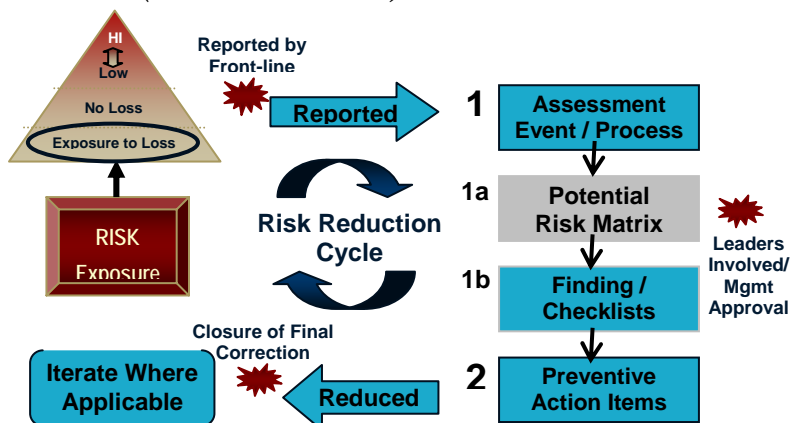 HI
Low
No Loss
Exposure to Loss
RISK
Exposure
Reported by
Front-line
Reported
1
Assessment
Event / Process
1a
Potential
Risk Matrix
Leaders
Involved/
Mgmt
Approval
Risk Reduction
Cycle
1b
Finding /
Checklists
Closure of Final
Correction
Iterate Where
Applicable
Reduced
2
Preventive
Action Items